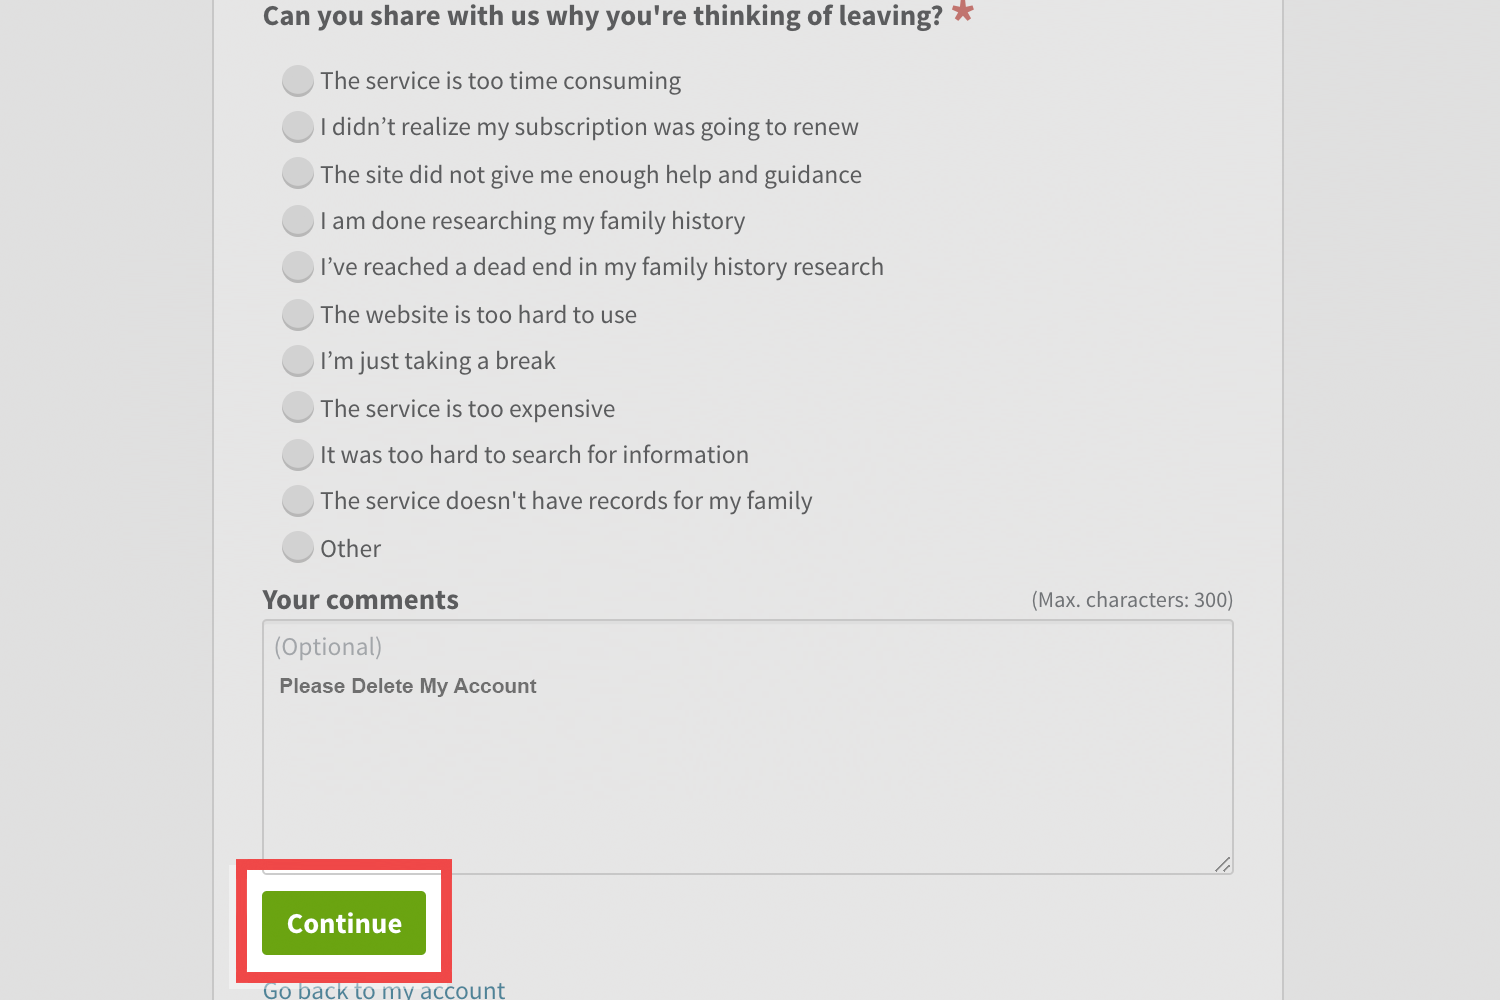 Can you share with us why you're thinking of leaving? *
The service is too time consuming
I didn’t realize my subscription was going to renew
The site did not give me enough help and guidance
I am done researching my family history
I’ve reached a dead end in my family history research
The website is too hard to use
I’m just taking a break
The service is too expensive
It was too hard to search for information
The service doesn't have records for my family
Other
Your comments (Max. characters: 300)
(Optional)
Please Delete My Account
Continue
Go back to my account